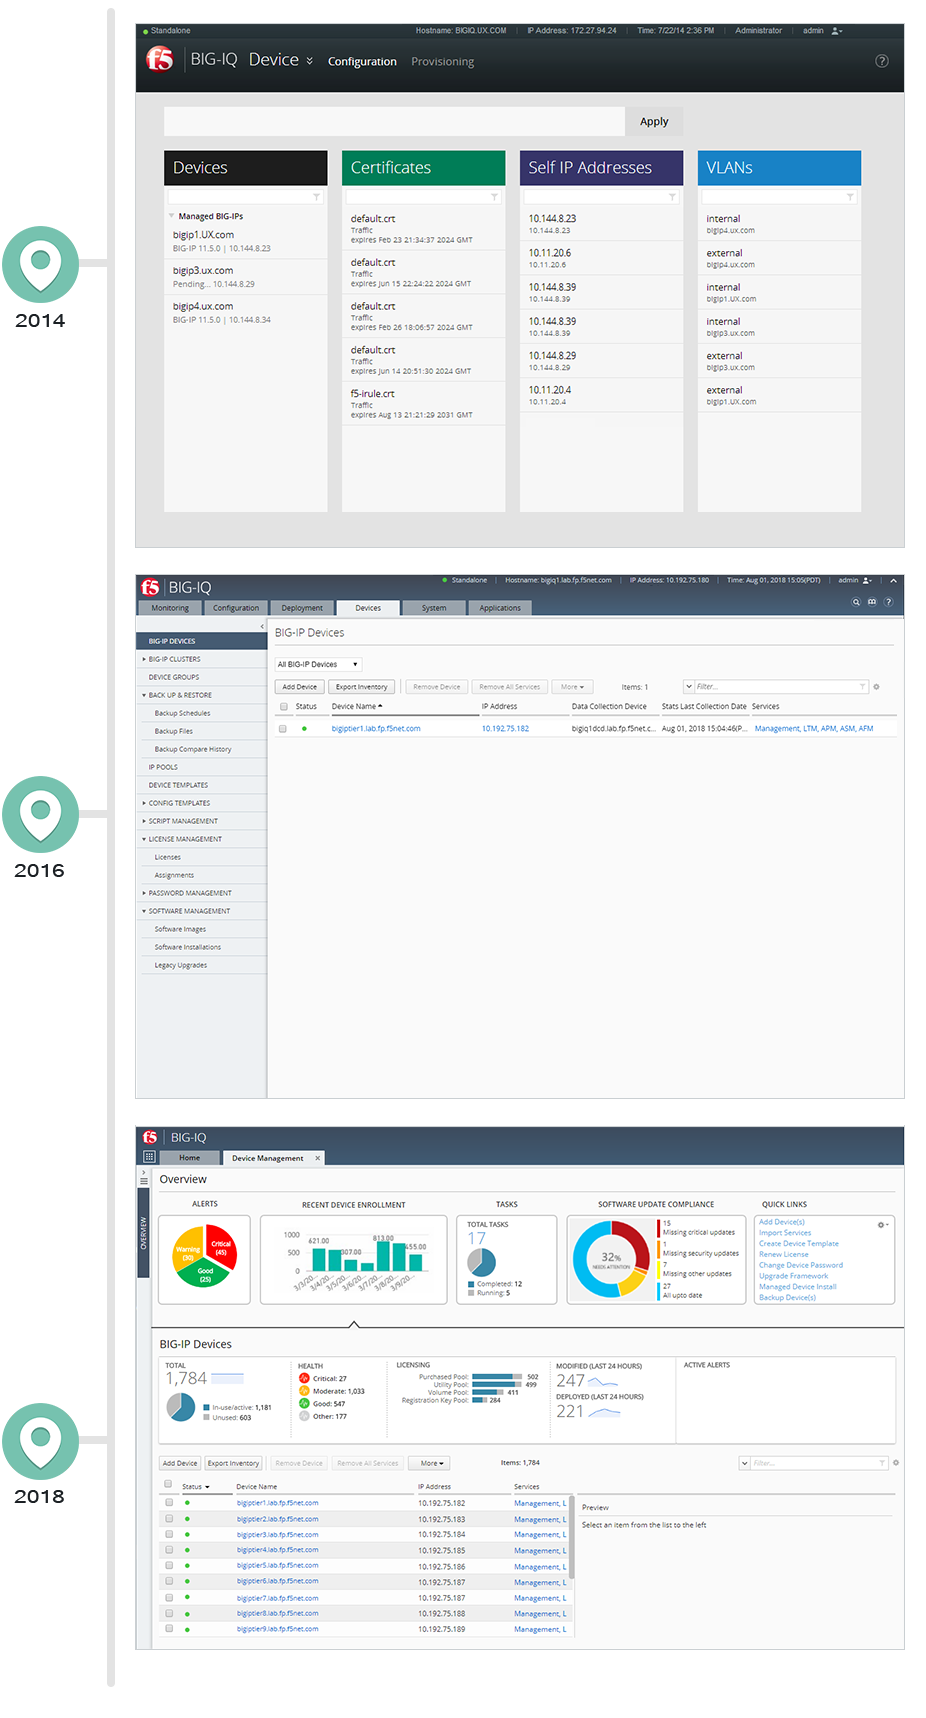 Standalone
Hostname: BIGIQ.UX.COM | IP Address: 172.27.94.24 | Time: 7/22/14 2:36 PM | Administrator | admin
f5 BIG-IQ Device Configuration Provisioning
Apply
Devices
Managed BIG-IPs
bigip1.UX.com
BIG-IP 11.5.0 | 10.144.8.23
bigip3.ux.com
Pending... 10.144.8.29
bigip4.ux.com
BIG-IP 11.5.0 | 10.144.8.34
Certificates
default.crt
Traffic
expires Feb 23 21:34:37 2024 GMT
default.crt
Traffic
expires Jun 15 22:24:22 2024 GMT
default.crt
Traffic
expires Feb 26 18:06:57 2024 GMT
default.crt
Traffic
expires Jun 14 20:51:30 2024 GMT
f5-irule.crt
Traffic
expires Aug 13 21:21:29 2031 GMT
Self IP Addresses
10.144.8.23
10.144.8.23
10.11.20.6
10.11.20.6
10.144.8.39
10.144.8.39
10.144.8.39
10.144.8.39
10.144.8.29
10.144.8.29
10.11.20.4
10.11.20.4
VLANs
internal
bigip4.ux.com
external
bigip4.ux.com
internal
bigip1.UX.com
internal
bigip3.ux.com
external
bigip3.ux.com
external
bigip1.UX.com
2014
f5 BIG-IQ
Standalone | Hostname: bigiq1.lab.fp.f5net.com | IP Address: 10.192.75.180 | Time: Aug 01, 2018 15:05(PDT) | admin
Monitoring Configuration Deployment Devices System Applications
BIG-IP DEVICES
BIG-IP CLUSTERS
DEVICE GROUPS
BACK UP & RESTORE
Backup Schedules
Backup Files
Backup Compare History
IP POOLS
DEVICE TEMPLATES
CONFIG TEMPLATES
SCRIPT MANAGEMENT
LICENSE MANAGEMENT
Licenses
Assignments
PASSWORD MANAGEMENT
SOFTWARE MANAGEMENT
Software Images
Software Installations
Legacy Upgrades
BIG-IP Devices
All BIG-IP Devices
Add Device Export Inventory Remove Device Remove All Services More Items: 1 Filter...
Status Device Name IP Address Data Collection Device Stats Last Collection Date Services
bigiptier1.lab.fp.f5net.com 10.192.75.182 bigiq1dcd.lab.fp.f5net.c... Aug 01, 2018 15:04:46(P... Management, LTM, APM, ASM, AFM
2016
f5 BIG-IQ
Home Device Management ×
OVERVIEW
Overview
ALERTS
Warning (30)
Critical (45)
Good (25)
RECENT DEVICE ENROLLMENT
1000
500
0
621.00
307.00
813.00
455.00
3/3/20...
3/4/20...
3/5/20...
3/6/20...
3/7/20...
3/8/20...
3/9/20...
TASKS
TOTAL TASKS
17
Completed: 12
Running: 5
SOFTWARE UPDATE COMPLIANCE
32%
NEEDS ATTENTION
15
Missing critical updates
1
Missing security updates
7
Missing other updates
27
All upto date
QUICK LINKS
Add Device(s)
Import Services
Create Device Template
Renew License
Change Device Password
Upgrade Framework
Managed Device Install
Backup Device(s)
BIG-IP Devices
TOTAL
1,784
In-use/active: 1,181
Unused: 603
HEALTH
Critical: 27
Moderate: 1,033
Good: 547
Other: 177
LICENSING
Purchased Pool: 502
Utility Pool: 499
Volume Pool: 411
Registration Key Pool: 284
MODIFIED (LAST 24 HOURS)
247
DEPLOYED (LAST 24 HOURS)
221
ACTIVE ALERTS
Add Device Export Inventory Remove Device Remove All Services More Items: 1,784 Filter...
Status Device Name IP Address Services
bigiptier1.lab.fp.f5net.com 10.192.75.182 Management, L
bigiptier2.lab.fp.f5net.com 10.192.75.183 Management, L
bigiptier3.lab.fp.f5net.com 10.192.75.184 Management, L
bigiptier4.lab.fp.f5net.com 10.192.75.185 Management, L
bigiptier5.lab.fp.f5net.com 10.192.75.186 Management, L
bigiptier6.lab.fp.f5net.com 10.192.75.187 Management, L
bigiptier7.lab.fp.f5net.com 10.192.75.187 Management, L
bigiptier8.lab.fp.f5net.com 10.192.75.188 Management, L
bigiptier9.lab.fp.f5net.com 10.192.75.189 Management, L
Preview
Select an item from the list to the left
2018